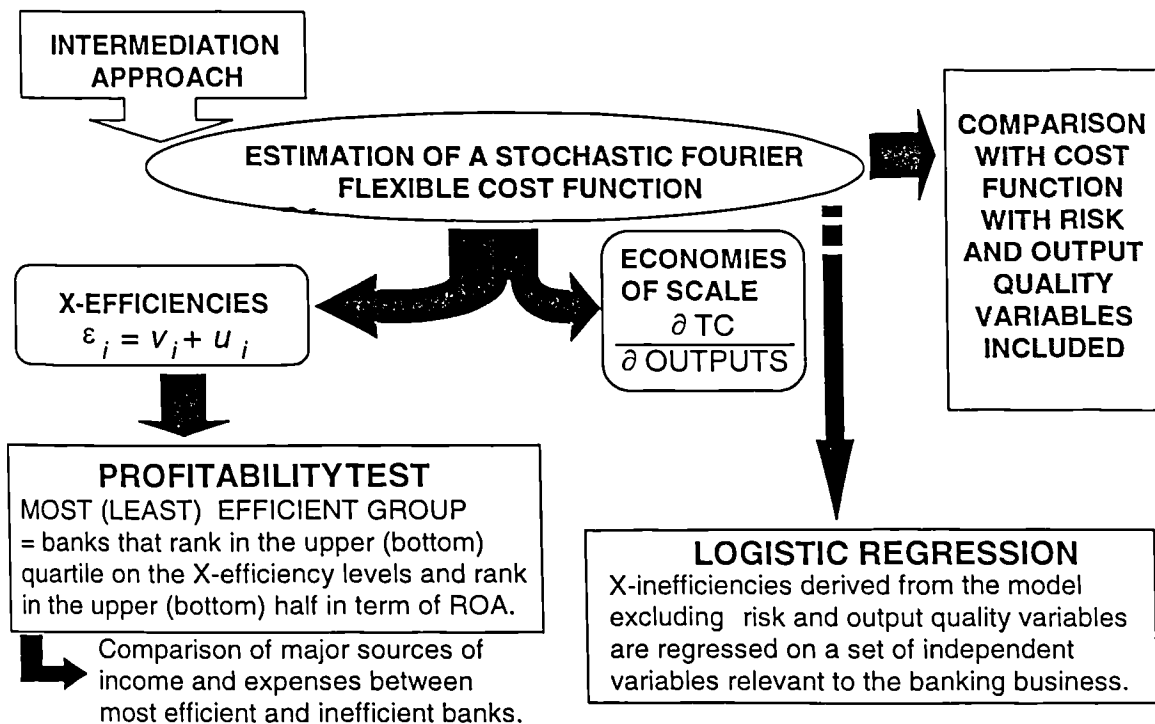 INTERMEDIATION
APPROACH
ESTIMATION OF A STOCHASTIC FOURIER
FLEXIBLE COST FUNCTION
COMPARISON
WITH COST
FUNCTION
WITH RISK
AND OUTPUT
QUALITY
VARIABLES
INCLUDED
X-EFFICIENCIES
ε i = v i + u i
ECONOMIES
OF SCALE
∂ TC
∂ OUTPUTS
PROFITABILITYTEST
MOST (LEAST) EFFICIENT GROUP
= banks that rank in the upper (bottom)
quartile on the X-efficiency levels and rank
in the upper (bottom) half in term of ROA.
Comparison of major sources of
income and expenses between
most efficient and inefficient banks.
LOGISTIC REGRESSION
X-inefficiencies derived from the model
excluding risk and output quality variables
are regressed on a set of independent
variables relevant to the banking business.